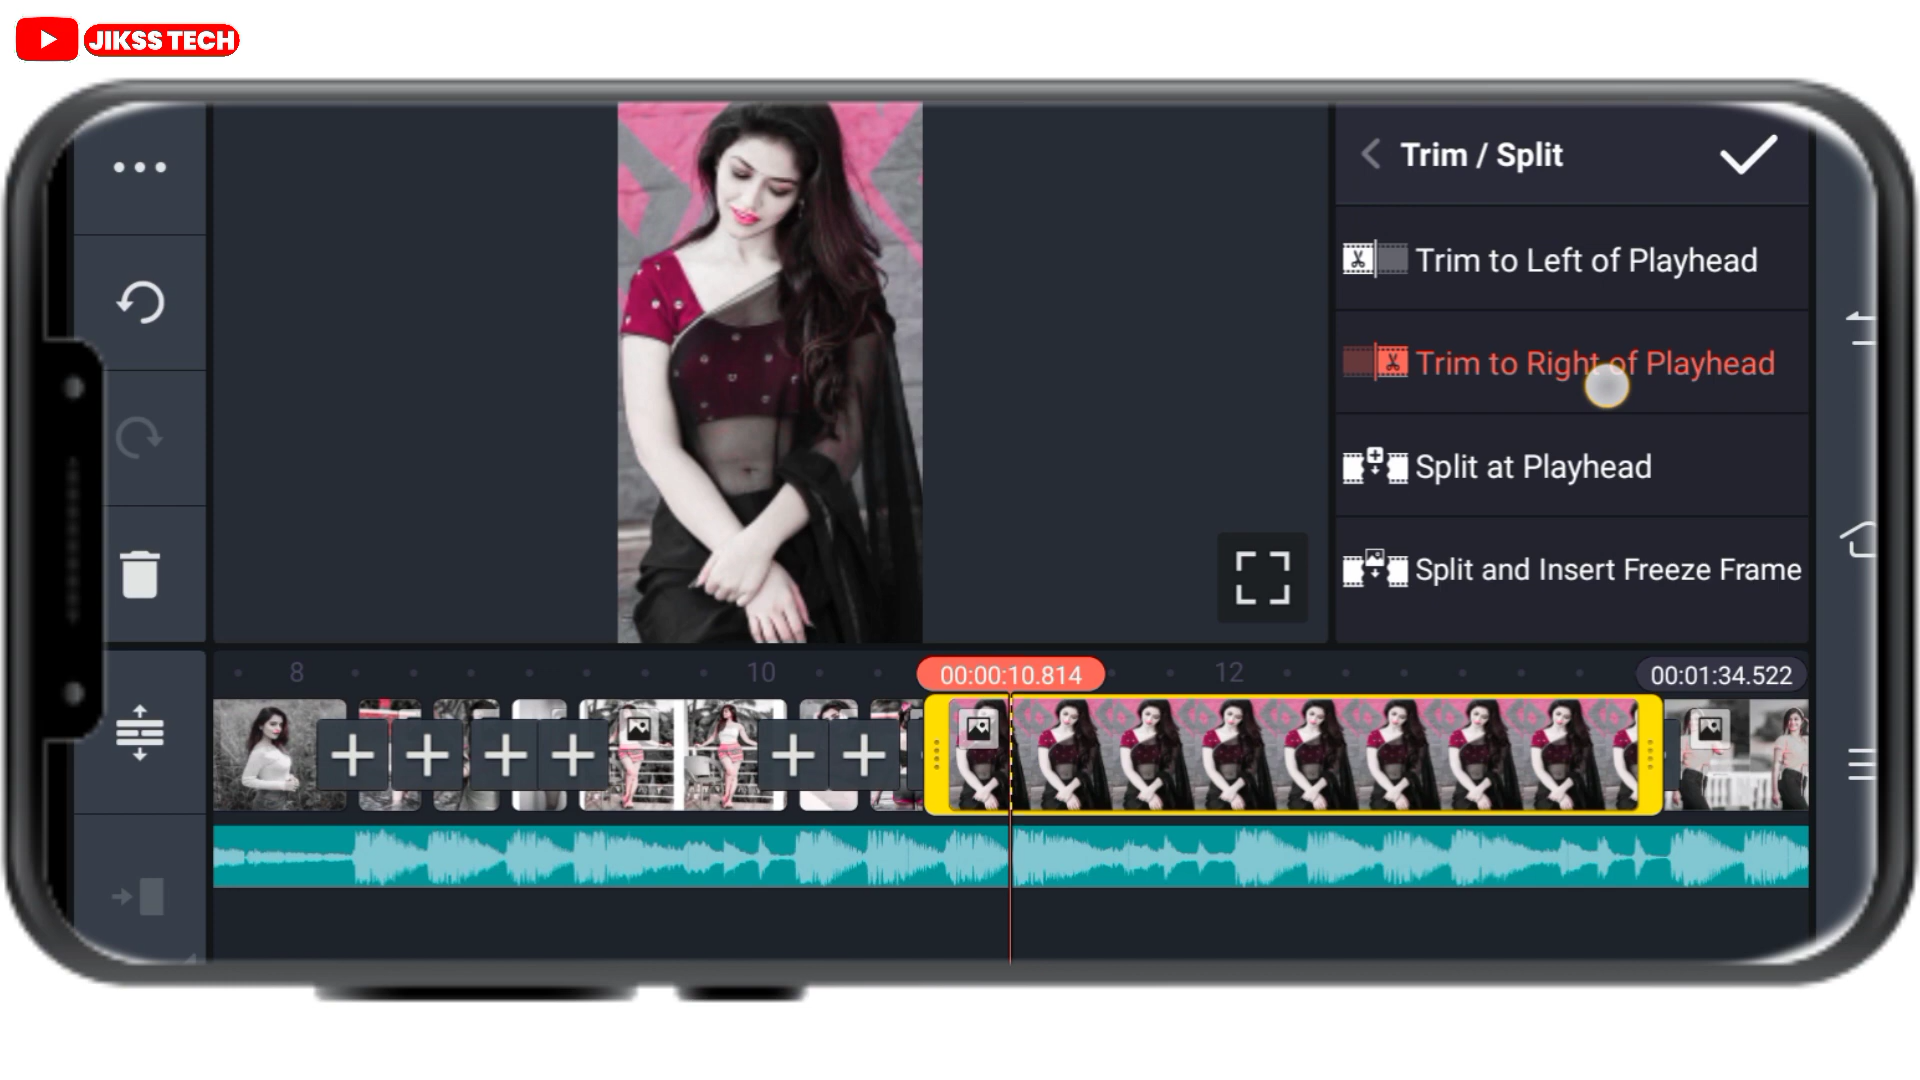 JIKSS TECH
Trim / Split
Trim to Left of Playhead
Trim to Right of Playhead
Split at Playhead
Split and Insert Freeze Frame
8
10
00:00:10.814
12
00:01:34.522